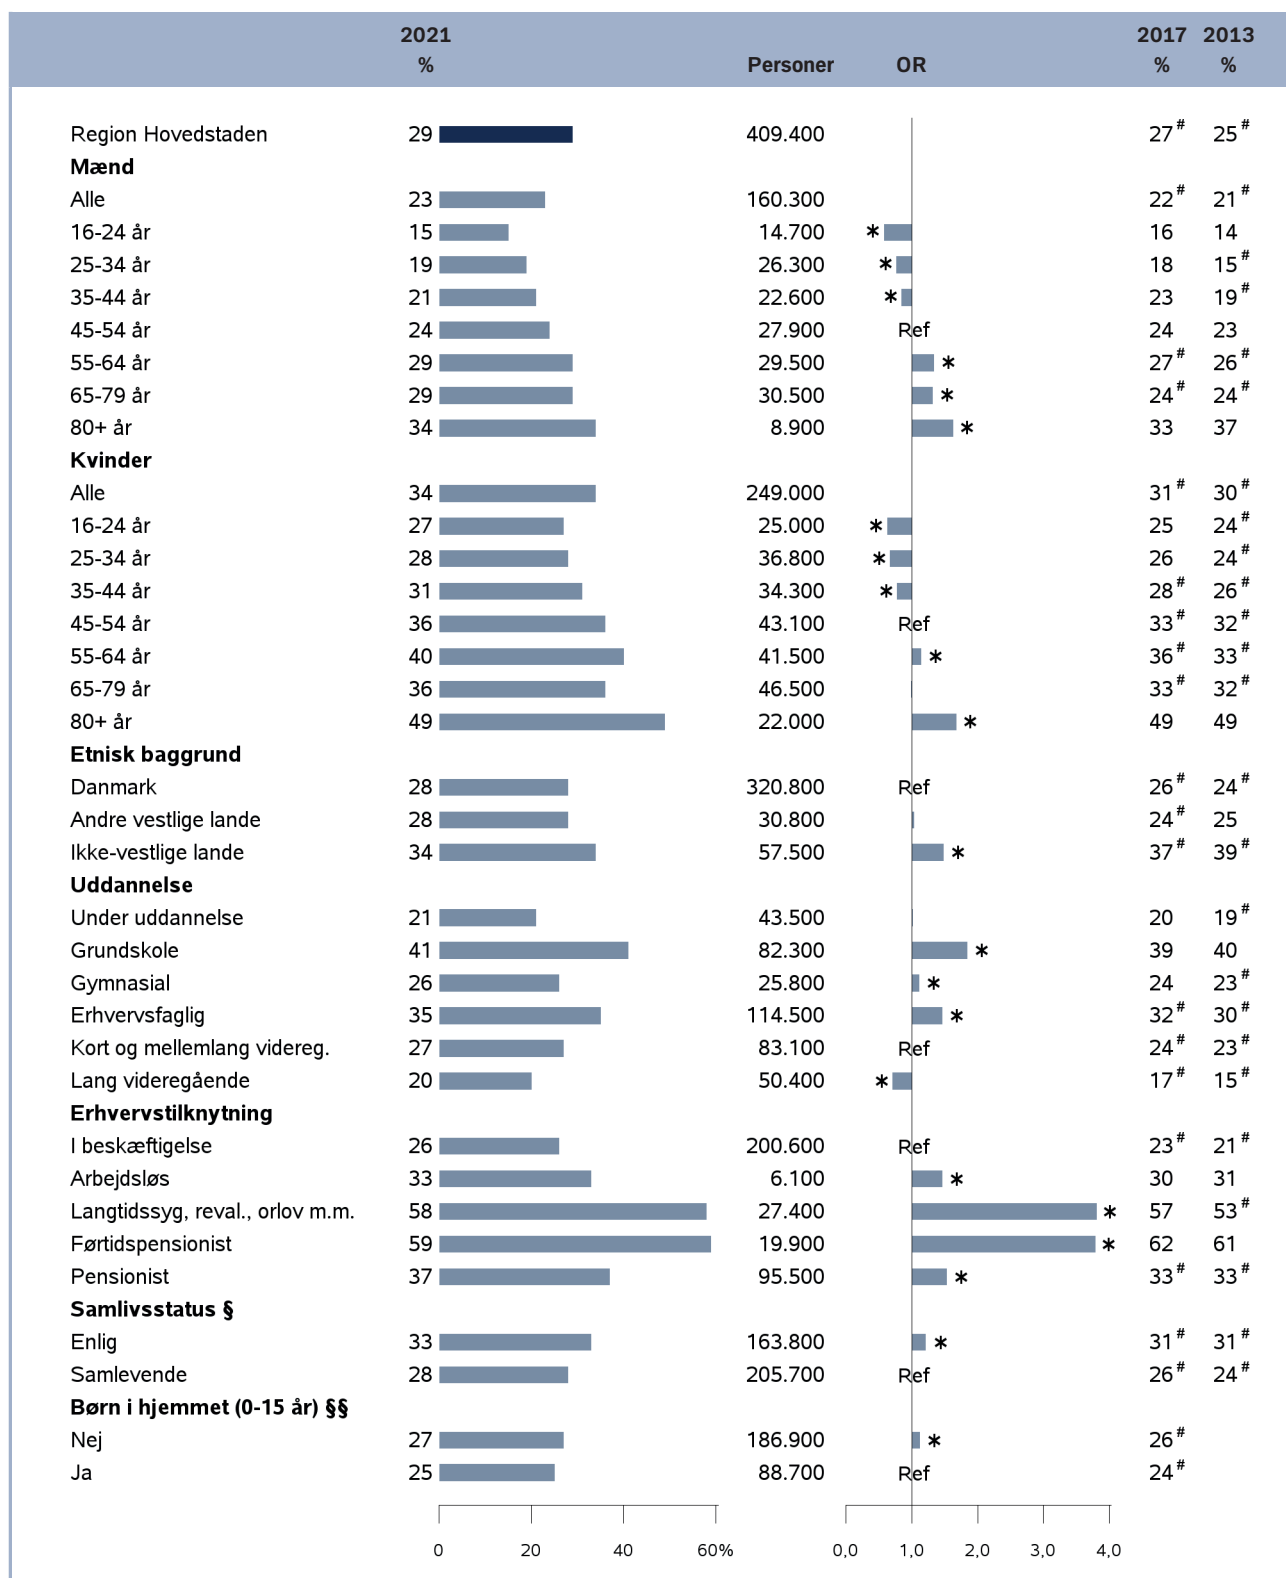 2021 2017 2013
% Personer OR % %
Region Hovedstaden 29 409.400 27# 25#
Mænd
Alle 23 160.300 22# 21#
16-24 år 15 14.700 * 16 14
25-34 år 19 26.300 * 18 15#
35-44 år 21 22.600 * 23 19#
45-54 år 24 27.900 Ref 24 23
55-64 år 29 29.500 * 27# 26#
65-79 år 29 30.500 * 24# 24#
80+ år 34 8.900 * 33 37
Kvinder
Alle 34 249.000 31# 30#
16-24 år 27 25.000 * 25 24#
25-34 år 28 36.800 * 26 24#
35-44 år 31 34.300 * 28# 26#
45-54 år 36 43.100 Ref 33# 32#
55-64 år 40 41.500 * 36# 33#
65-79 år 36 46.500 33# 32#
80+ år 49 22.000 * 49 49
Etnisk baggrund
Danmark 28 320.800 Ref 26# 24#
Andre vestlige lande 28 30.800 24# 25
Ikke-vestlige lande 34 57.500 * 37# 39#
Uddannelse
Under uddannelse 21 43.500 20 19#
Grundskole 41 82.300 * 39 40
Gymnasial 26 25.800 * 24 23#
Erhvervsfaglig 35 114.500 * 32# 30#
Kort og mellemlang videreg. 27 83.100 Ref 24# 23#
Lang videregående 20 50.400 * 17# 15#
Erhvervstilknytning
I beskæftigelse 26 200.600 Ref 23# 21#
Arbejdsløs 33 6.100 * 30 31
Langtidssyg, reval., orlov m.m. 58 27.400 * 57 53#
Førtidspensionist 59 19.900 * 62 61
Pensionist 37 95.500 * 33# 33#
Samlivsstatus §
Enlig 33 163.800 * 31# 31#
Samlevende 28 205.700 Ref 26# 24#
Børn i hjemmet (0-15 år) §§
Nej 27 186.900 * 26#
Ja 25 88.700 Ref 24#
0 20 40 60% 0,0 1,0 2,0 3,0 4,0